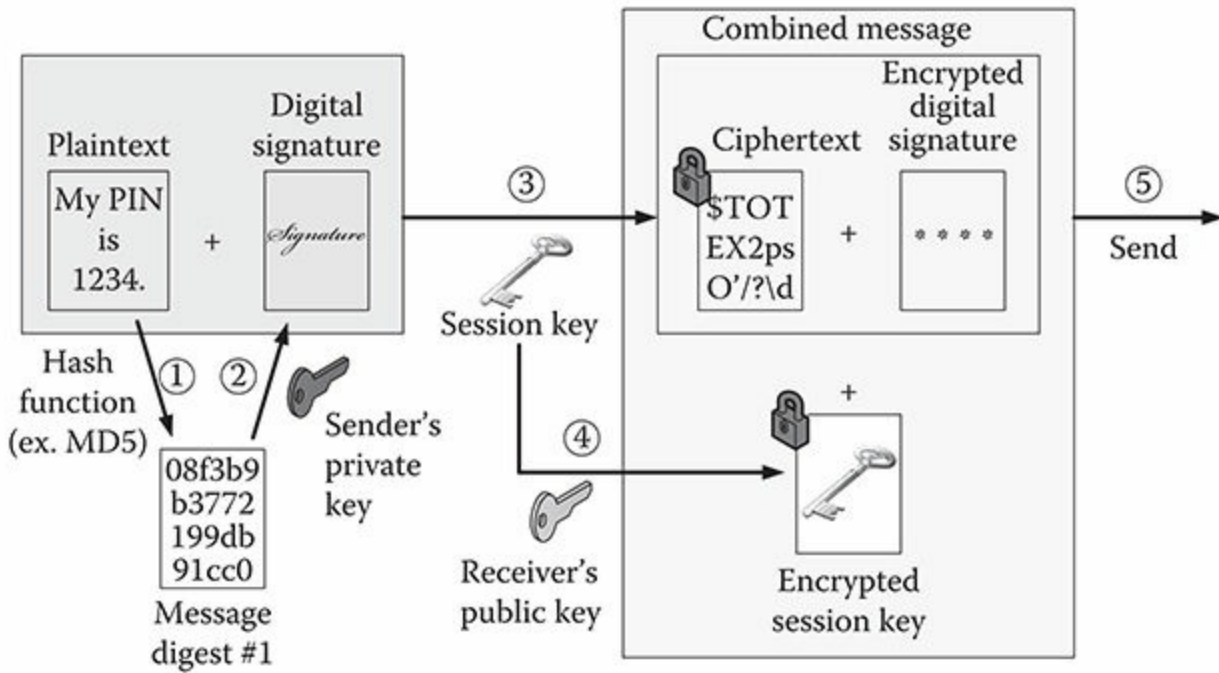 Combined message
Plaintext
Digital
signature
My PIN
is
1234.
+
Signature
③
Session key
Ciphertext
Encrypted
digital
signature
$TOT
EX2ps
O'/?\d
+
* * * *
⑤
Send
Hash
function
(ex. MD5)
①
②
Sender's
private
key
08f3b9
b3772
199db
91cc0
Message
digest #1
④
Receiver's
public key
+
Encrypted
session key